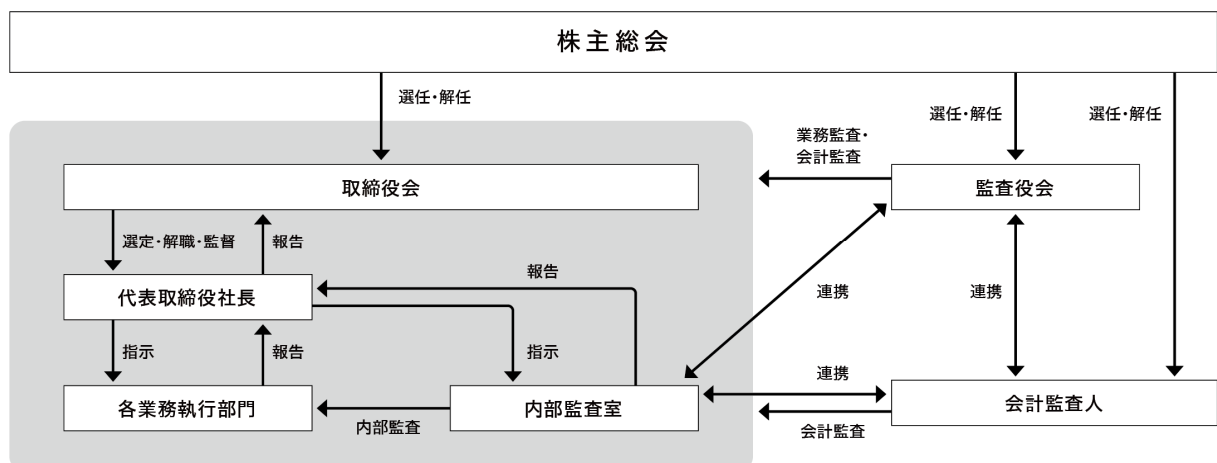 株主総会
選任・解任
選任・解任
選任・解任
業務監査・
会計監査
取締役会
監査役会
選定・解職・監督
報告
報告
代表取締役社長
連携
連携
指示
報告
指示
連携
各業務執行部門
内部監査室
会計監査人
内部監査
会計監査